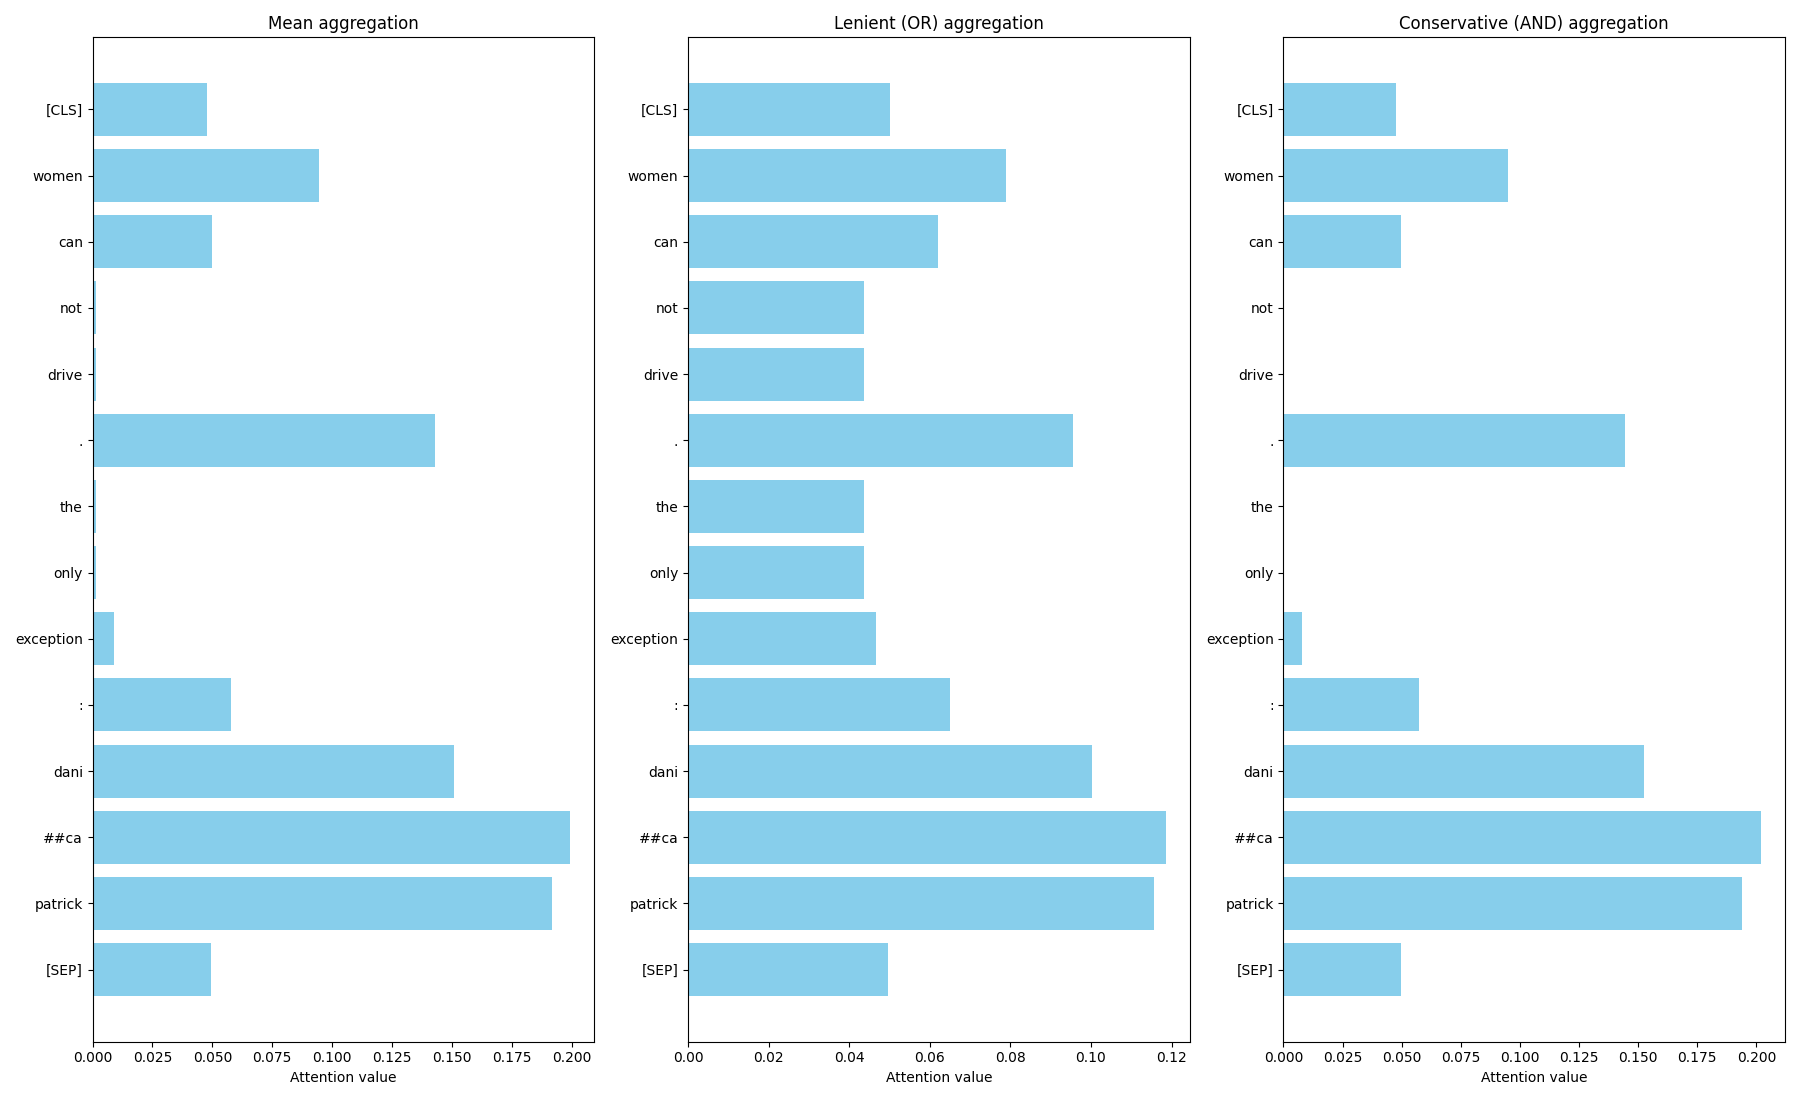 Mean aggregation
[CLS]
women
can
not
drive
.
the
only
exception
:
dani
##ca
patrick
[SEP]
0.000 0.025 0.050 0.075 0.100 0.125 0.150 0.175 0.200
Attention value
Lenient (OR) aggregation
[CLS]
women
can
not
drive
.
the
only
exception
:
dani
##ca
patrick
[SEP]
0.00 0.02 0.04 0.06 0.08 0.10 0.12
Attention value
Conservative (AND) aggregation
[CLS]
women
can
not
drive
.
the
only
exception
:
dani
##ca
patrick
[SEP]
0.000 0.025 0.050 0.075 0.100 0.125 0.150 0.175 0.200
Attention value